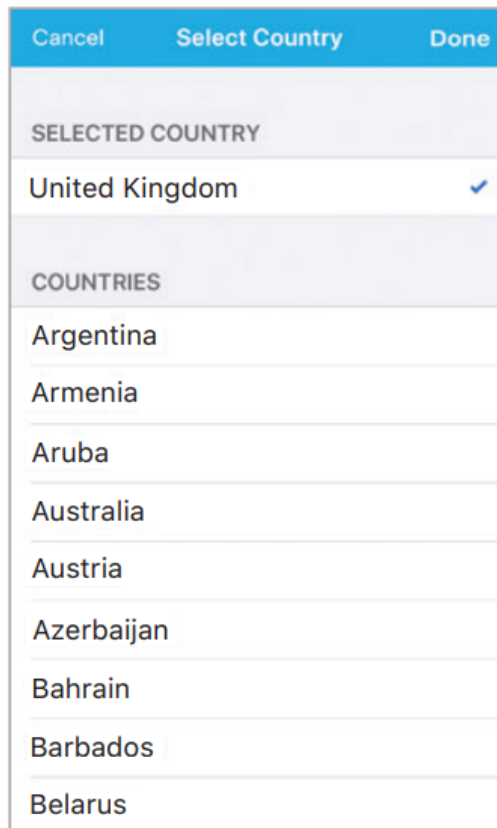 Cancel Select Country Done
SELECTED COUNTRY
United Kingdom
COUNTRIES
Argentina
Armenia
Aruba
Australia
Austria
Azerbaijan
Bahrain
Barbados
Belarus